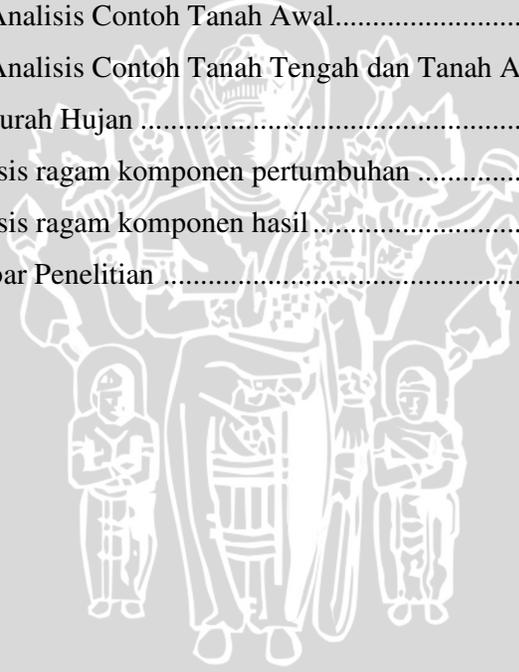 Analisis Contoh Tanah Awal..........................
Analisis Contoh Tanah Tengah dan Tanah A
urah Hujan ....................................................
sis ragam komponen pertumbuhan ..............
sis ragam komponen hasil............................
bar Penelitian ................................................